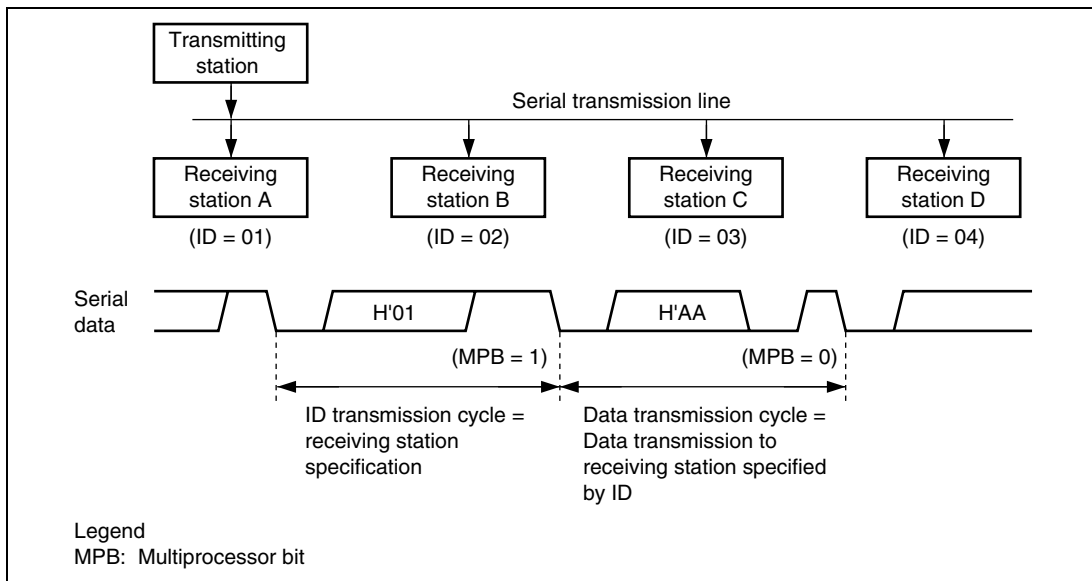 Transmitting
station
Serial transmission line
Receiving
station A
Receiving
station B
Receiving
station C
Receiving
station D
(ID = 01)
(ID = 02)
(ID = 03)
(ID = 04)
Serial
data
H'01
H'AA
(MPB = 1)
(MPB = 0)
ID transmission cycle =
receiving station
specification
Data transmission cycle =
Data transmission to
receiving station specified
by ID
Legend
MPB: Multiprocessor bit